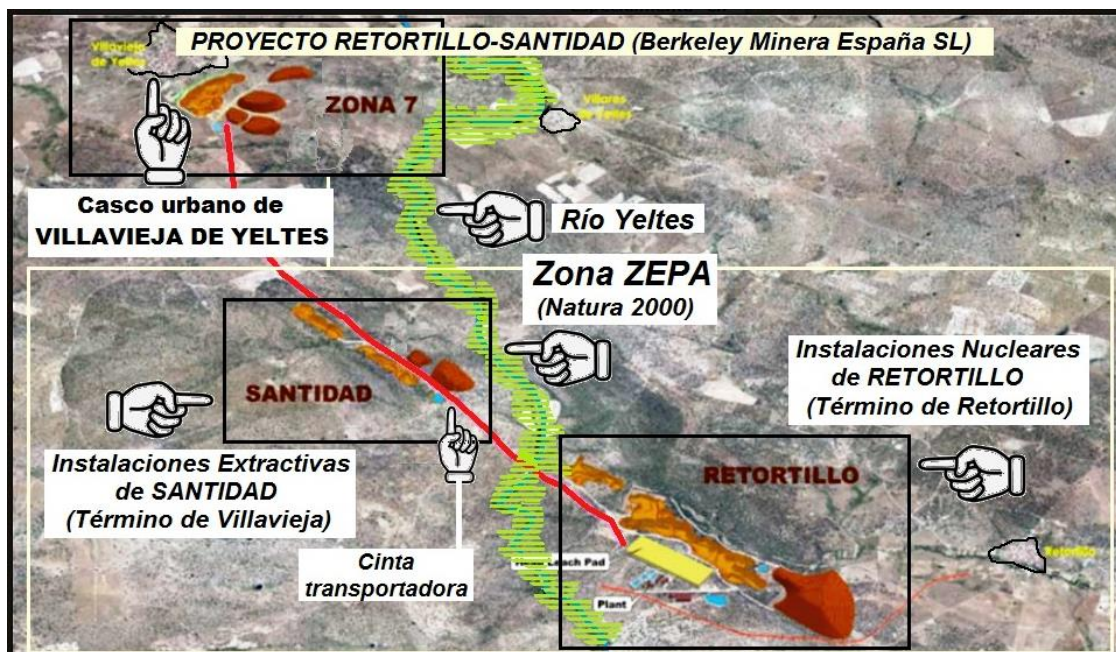 PROYECTO RETORTILLO-SANTIDAD (Berkeley Minera España SL)
Villavieja
de Yeltes
ZONA 7
Villares
de Yeltes
Casco urbano de
VILLAVIEJA DE YELTES
Río Yeltes
Zona ZEPA
(Natura 2000)
Instalaciones Nucleares
de RETORTILLO
(Término de Retortillo)
SANTIDAD
Instalaciones Extractivas
de SANTIDAD
(Término de Villavieja)
RETORTILLO
Cinta
transportadora
Leach Pad
Plant
Retortillo